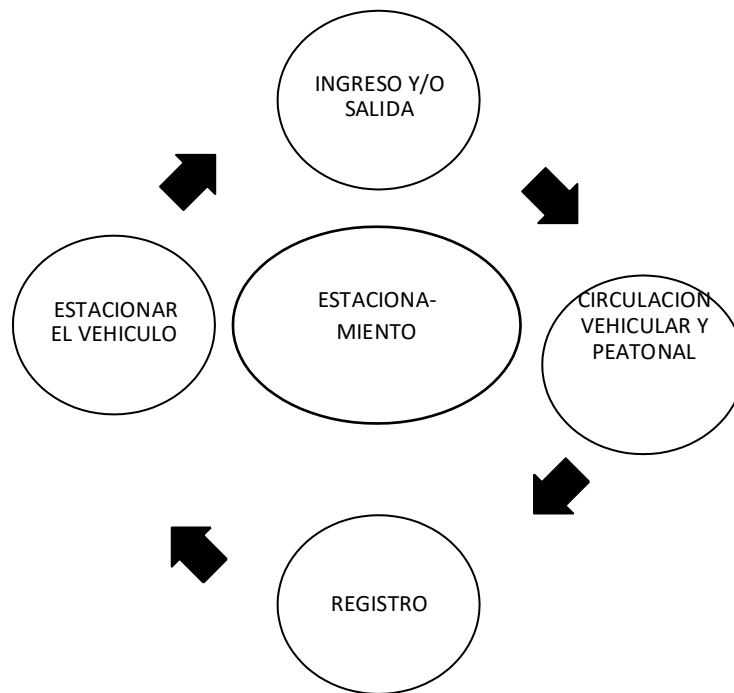 INGRESO Y/O
SALIDA
ESTACIONAR
EL VEHICULO
ESTACIONA-
MIENTO
CIRCULACION
VEHICULAR Y
PEATONAL
REGISTRO